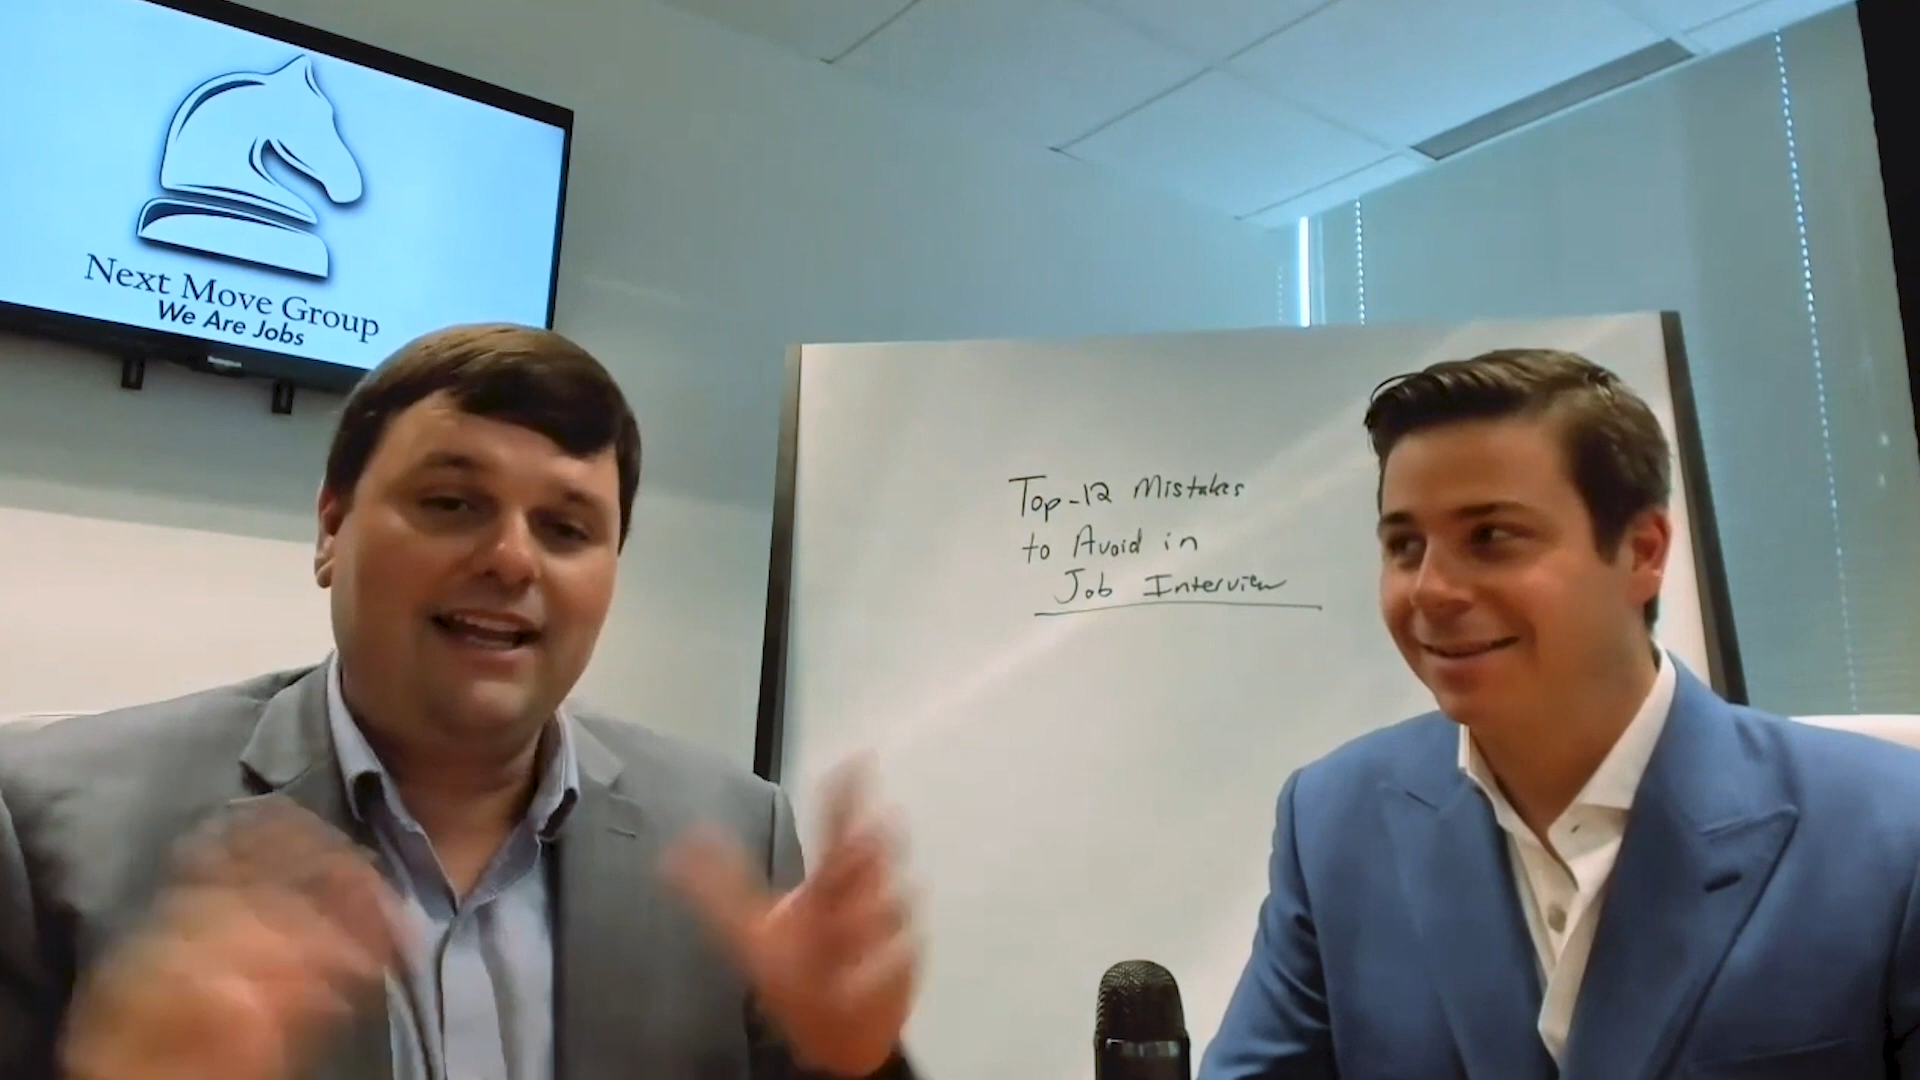 Next Move Group
We Are Jobs
Top-12 Mistakes
to Avoid in
Job Interview